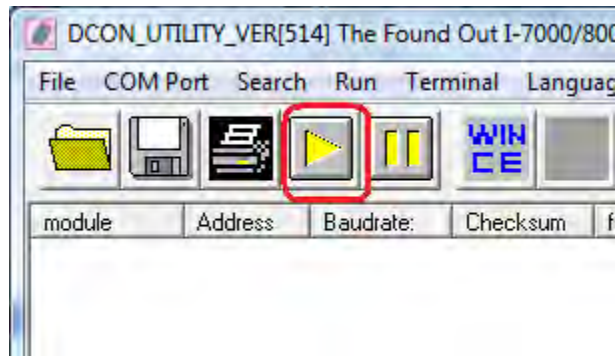 DCON_UTILITY_VER[514] The Found Out I-7000/800
File COM Port Search Run Terminal Languag
WIN
CE
module Address Baudrate: Checksum f